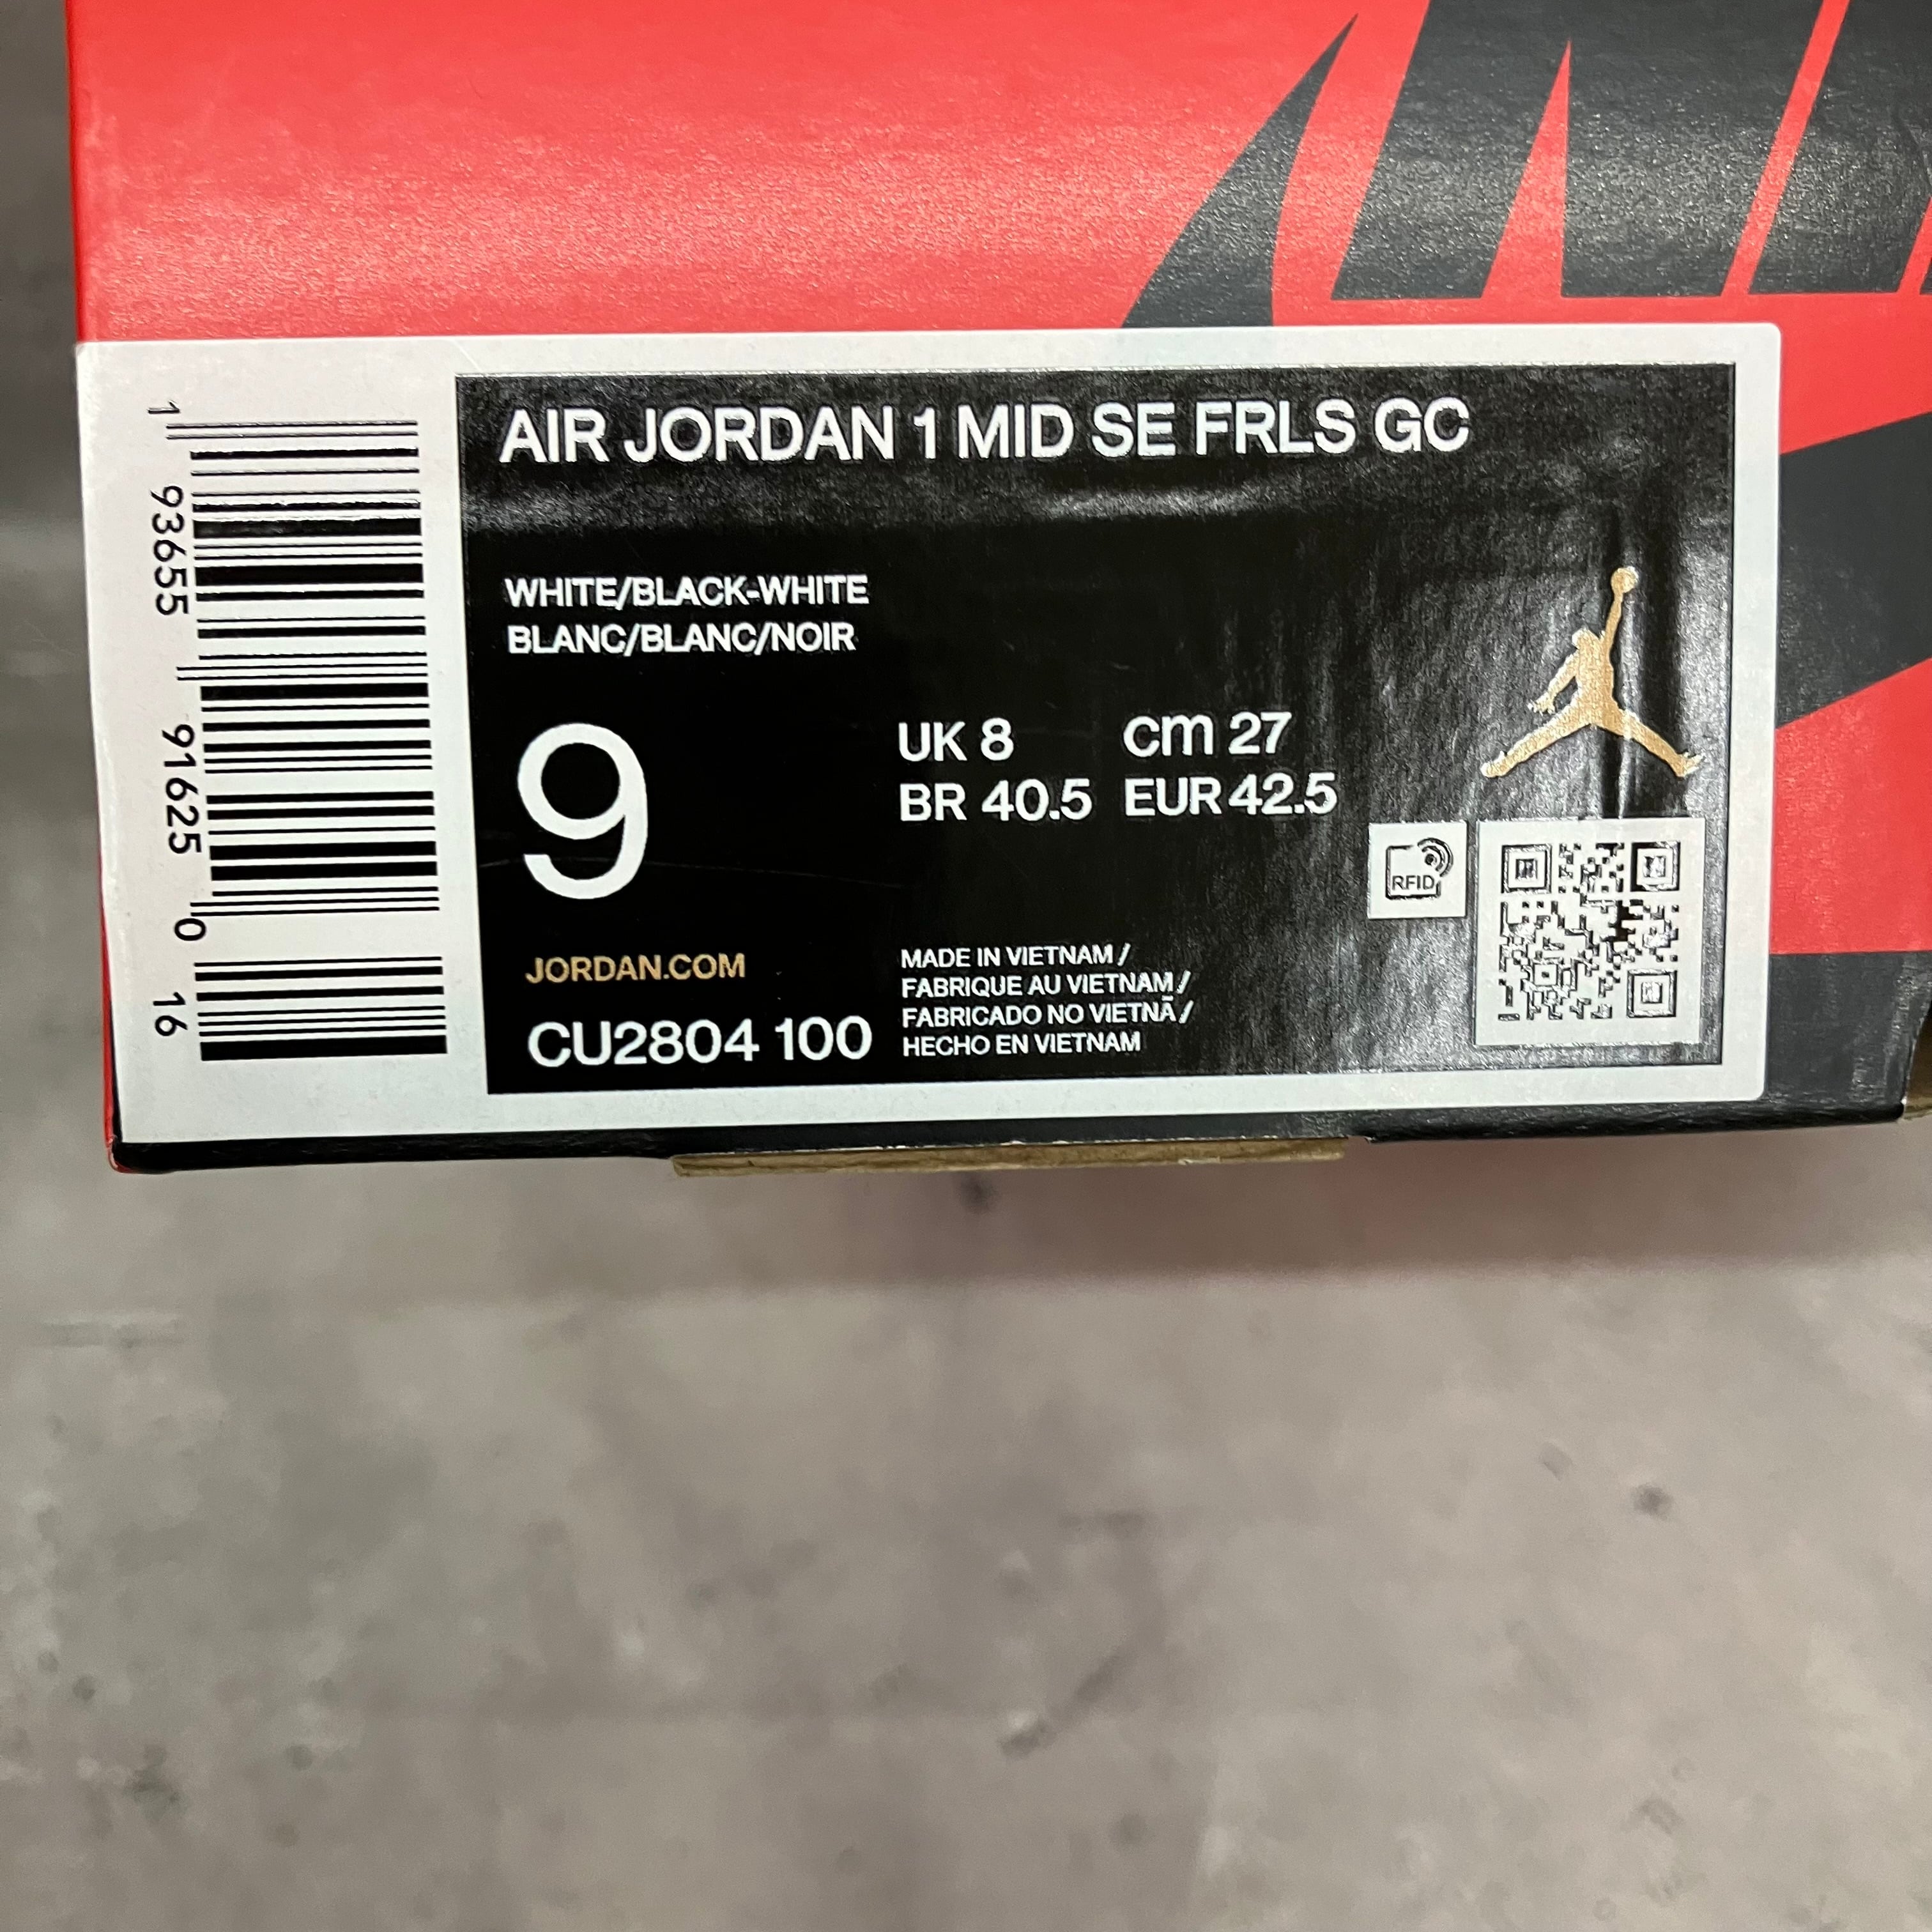 AIR JORDAN 1 MID SE FRLS GC
WHITE/BLACK-WHITE
BLANC/BLANC/NOIR
9
UK 8 cm 27
BR 40.5 EUR 42.5
RFID
JORDAN.COM
CU2804 100
MADE IN VIETNAM /
FABRIQUE AU VIETNAM /
FABRICADO NO VIETNÃ /
HECHO EN VIETNAM
1 93655 91625 0 16